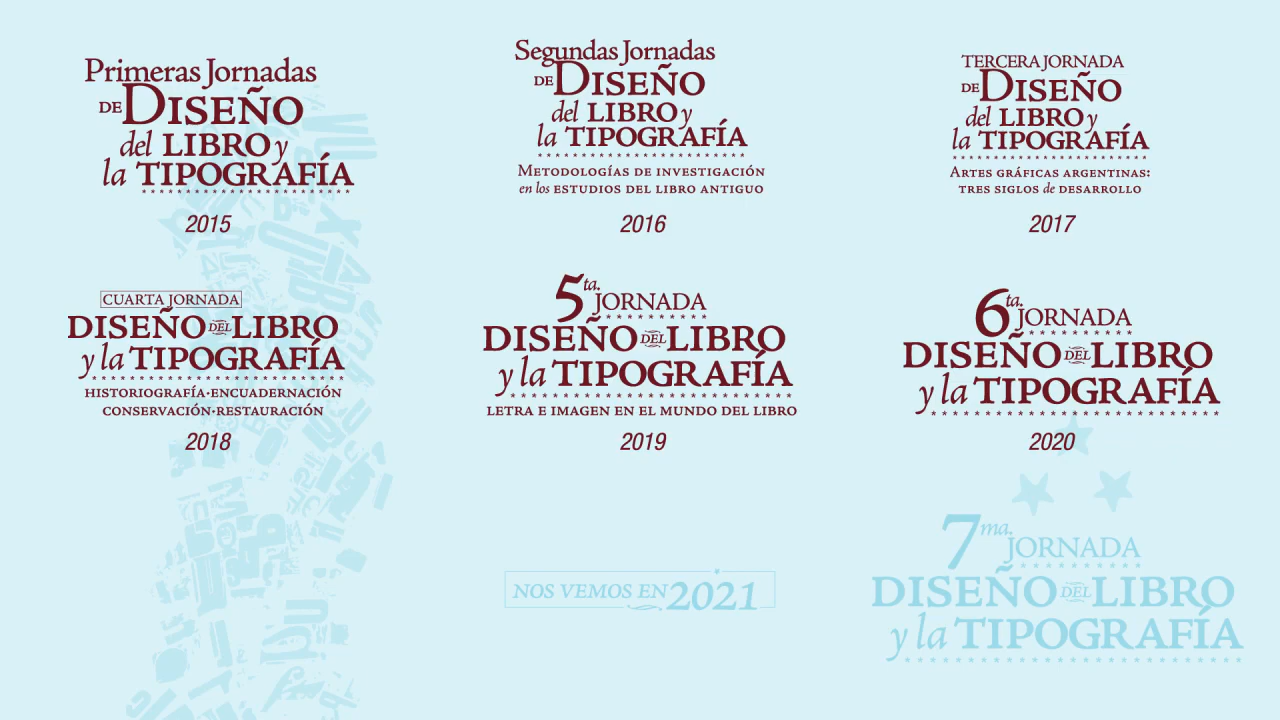 Primeras Jornadas
DE DISEÑO
del LIBRO y
la TIPOGRAFÍA
2015
Segundas Jornadas
DE DISEÑO
del LIBRO y
la TIPOGRAFÍA
METODOLOGÍAS DE INVESTIGACIÓN
en los ESTUDIOS DEL LIBRO ANTIGUO
2016
TERCERA JORNADA
DE DISEÑO
del LIBRO y
la TIPOGRAFÍA
ARTES GRÁFICAS ARGENTINAS:
TRES SIGLOS de DESARROLLO
2017
CUARTA JORNADA
DISEÑO DEL LIBRO
y la TIPOGRAFÍA
HISTORIOGRAFÍA·ENCUADERNACIÓN
CONSERVACIÓN·RESTAURACIÓN
2018
5ta. JORNADA
DISEÑO DEL LIBRO
y la TIPOGRAFÍA
LETRA E IMAGEN EN EL MUNDO DEL LIBRO
2019
6ta. JORNADA
DISEÑO DEL LIBRO
y la TIPOGRAFÍA
2020
NOS VEMOS EN 2021
7ma. JORNADA
DISEÑO DEL LIBRO
y la TIPOGRAFÍA